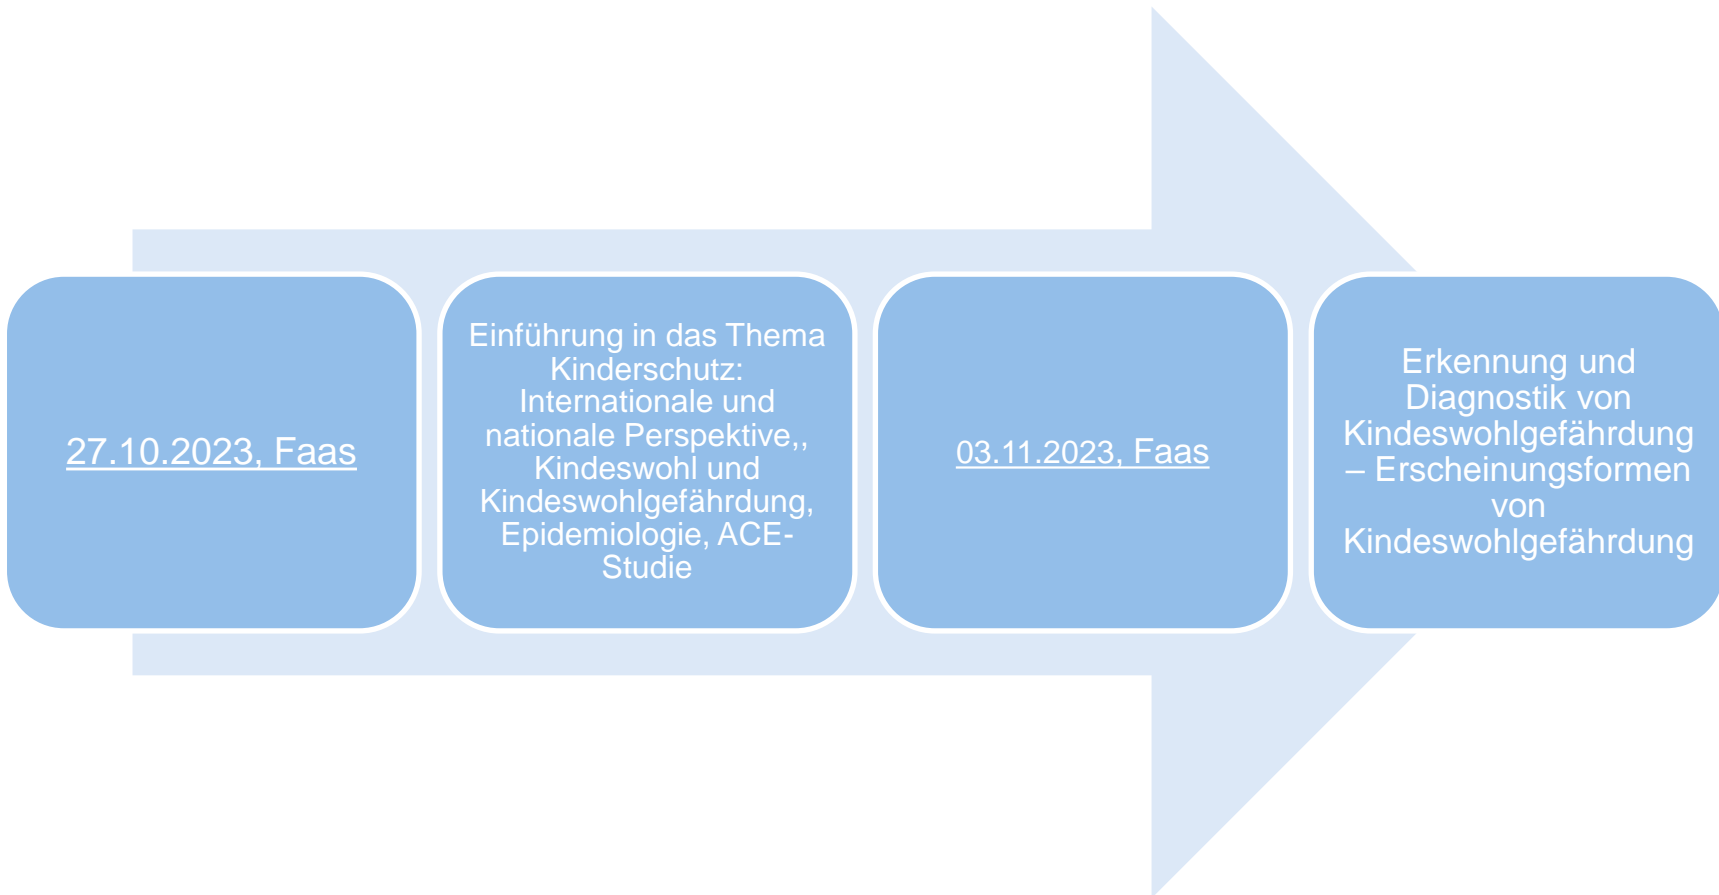 27.10.2023, Faas
Einführung in das Thema
Kinderschutz:
Internationale und
nationale Perspektive,,
Kindeswohl und
Kindeswohlgefährdung,
Epidemiologie, ACE-
Studie
03.11.2023, Faas
Erkennung und
Diagnostik von
Kindeswohlgefährdung
– Erscheinungsformen
von
Kindeswohlgefährdung